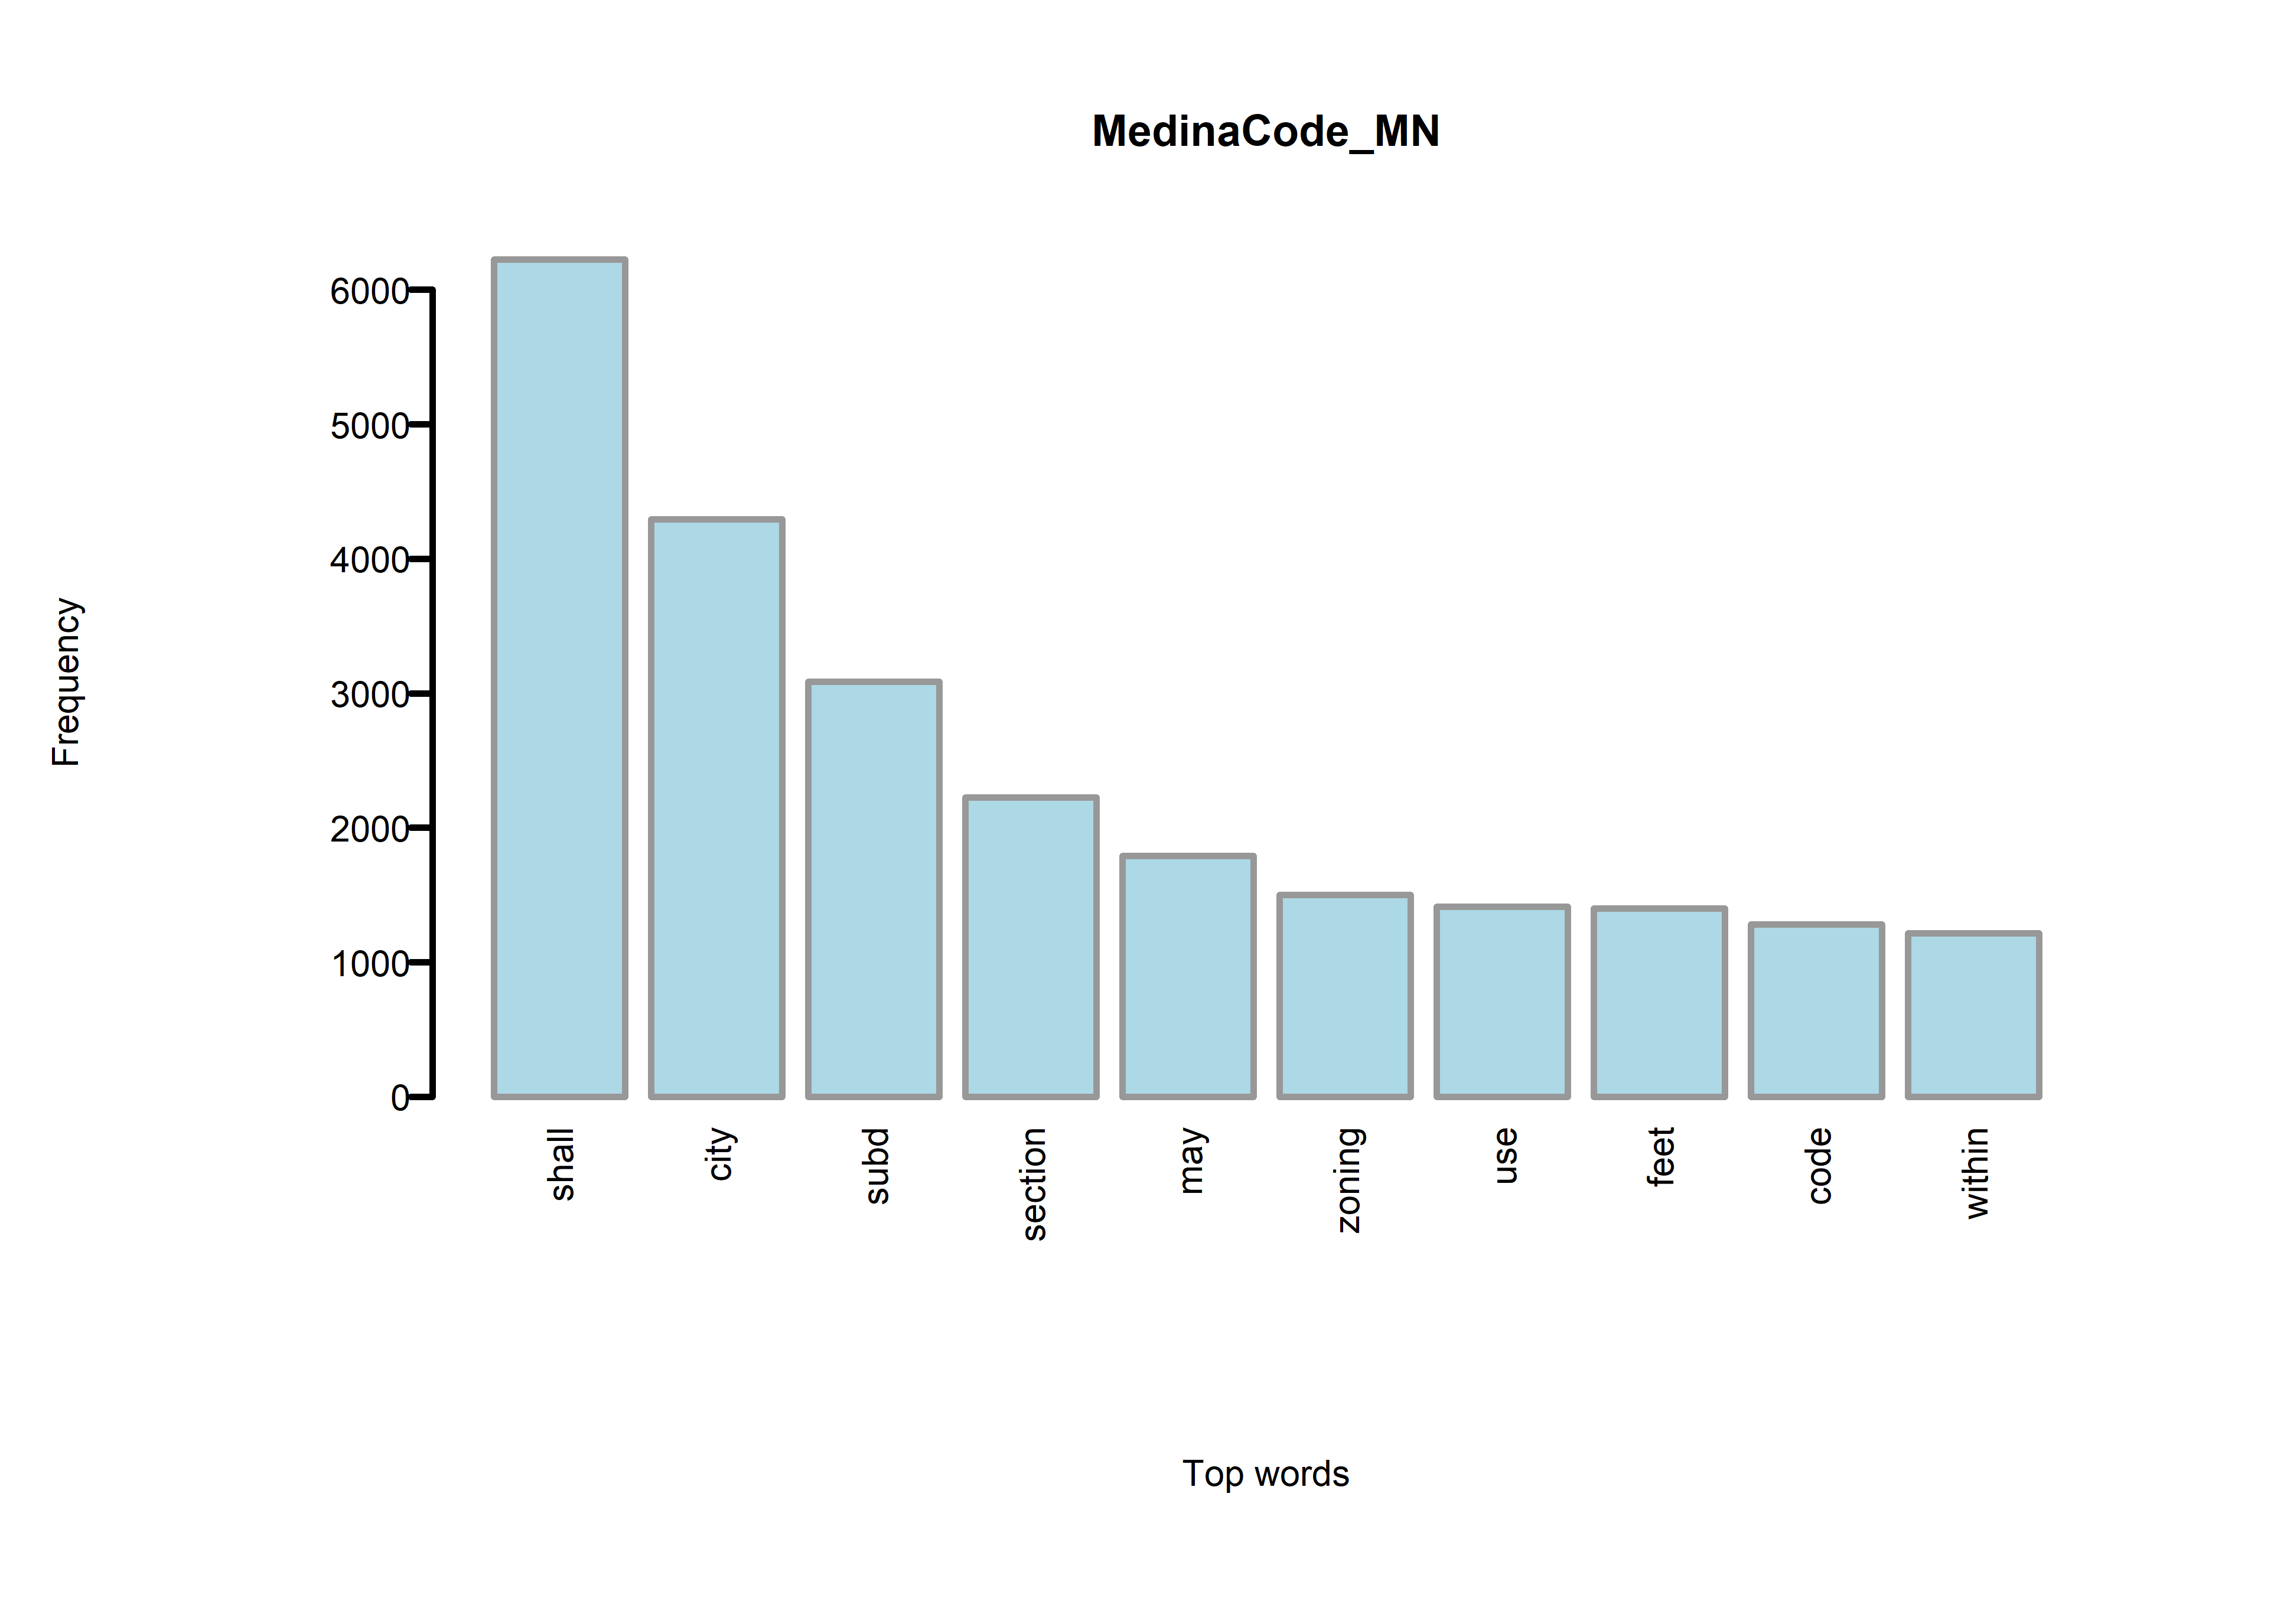 MedinaCode_MN
Frequency
6000
5000
4000
3000
2000
1000
0
shall
city
subd
section
may
zoning
use
feet
code
within
Top words